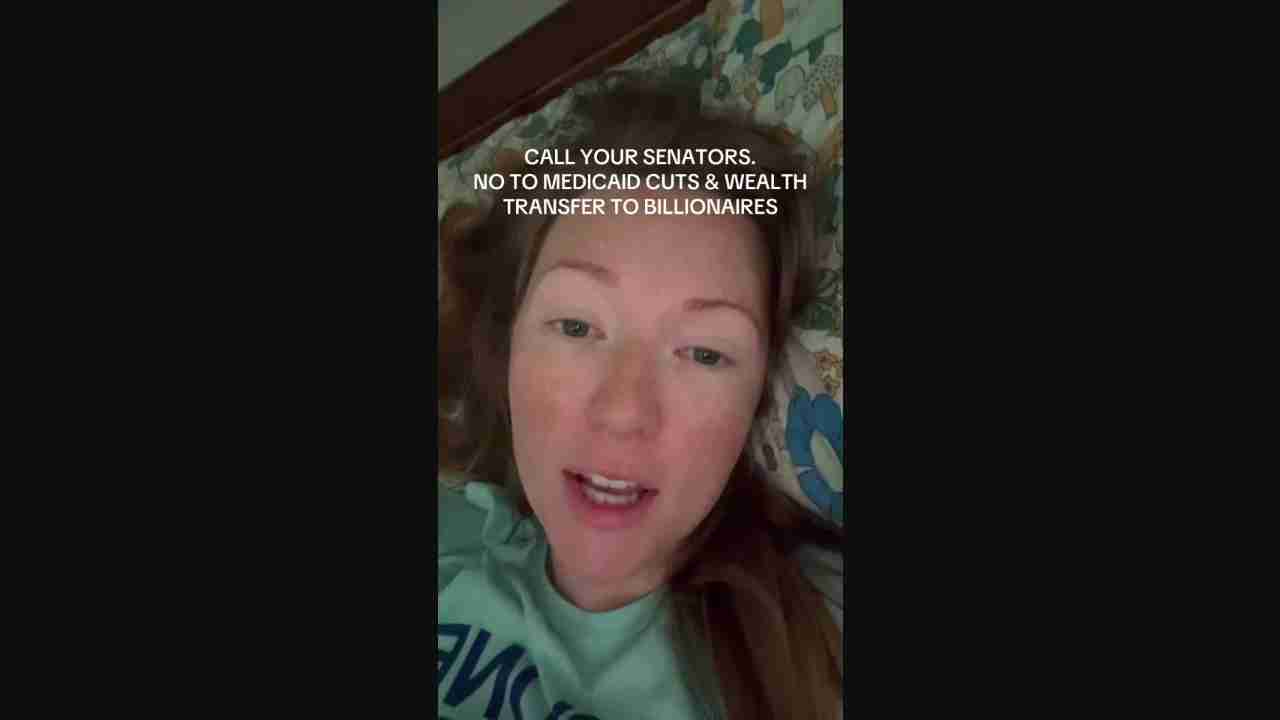 CALL YOUR SENATORS.
NO TO MEDICAID CUTS & WEALTH
TRANSFER TO BILLIONAIRES